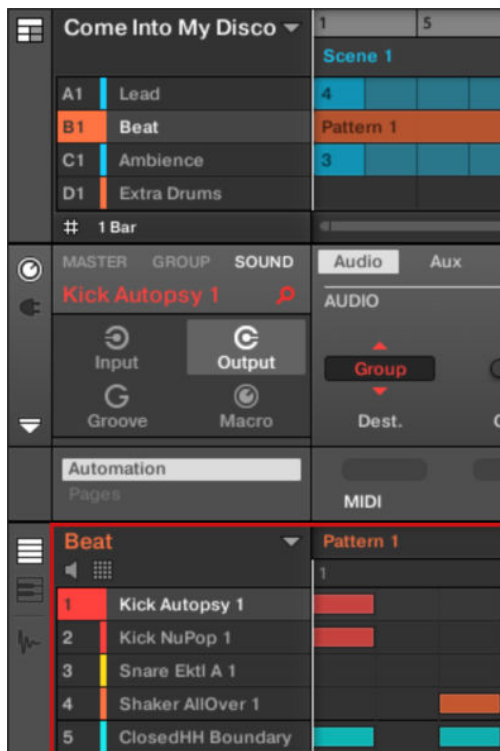 Come Into My Disco
1 5
Scene 1
A1 Lead 4
B1 Beat Pattern 1
C1 Ambience 3
D1 Extra Drums
1 Bar
MASTER GROUP SOUND Audio Aux
Kick Autopsy 1
AUDIO
Input Output
Group
Groove Macro
Dest.
Automation
Pages
MIDI
Beat Pattern 1
1
1 Kick Autopsy 1
2 Kick NuPop 1
3 Snare Ektl A 1
4 Shaker AllOver 1
5 ClosedHH Boundary